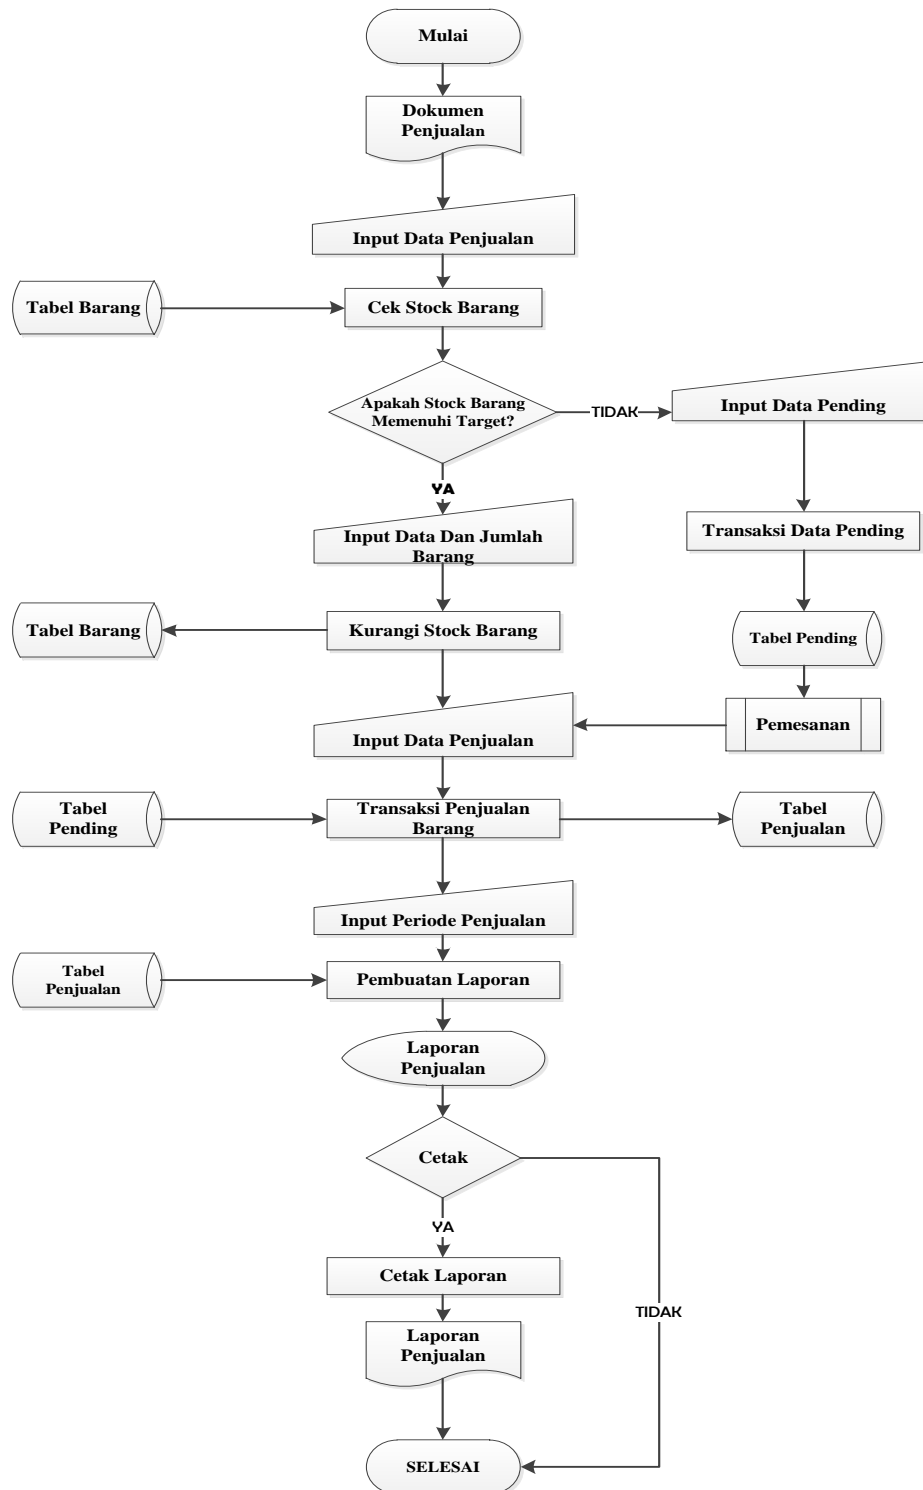 Mulai
Dokumen
Penjualan
Input Data Penjualan
Tabel Barang
Cek Stock Barang
Apakah Stock Barang
Memenuhi Target?
TIDAK
Input Data Pending
YA
Input Data Dan Jumlah
Barang
Transaksi Data Pending
Tabel Barang
Kurangi Stock Barang
Tabel Pending
Input Data Penjualan
Pemesanan
Tabel
Pending
Transaksi Penjualan
Barang
Tabel
Penjualan
Input Periode Penjualan
Tabel
Penjualan
Pembuatan Laporan
Laporan
Penjualan
Cetak
YA
Cetak Laporan
TIDAK
Laporan
Penjualan
SELESAI